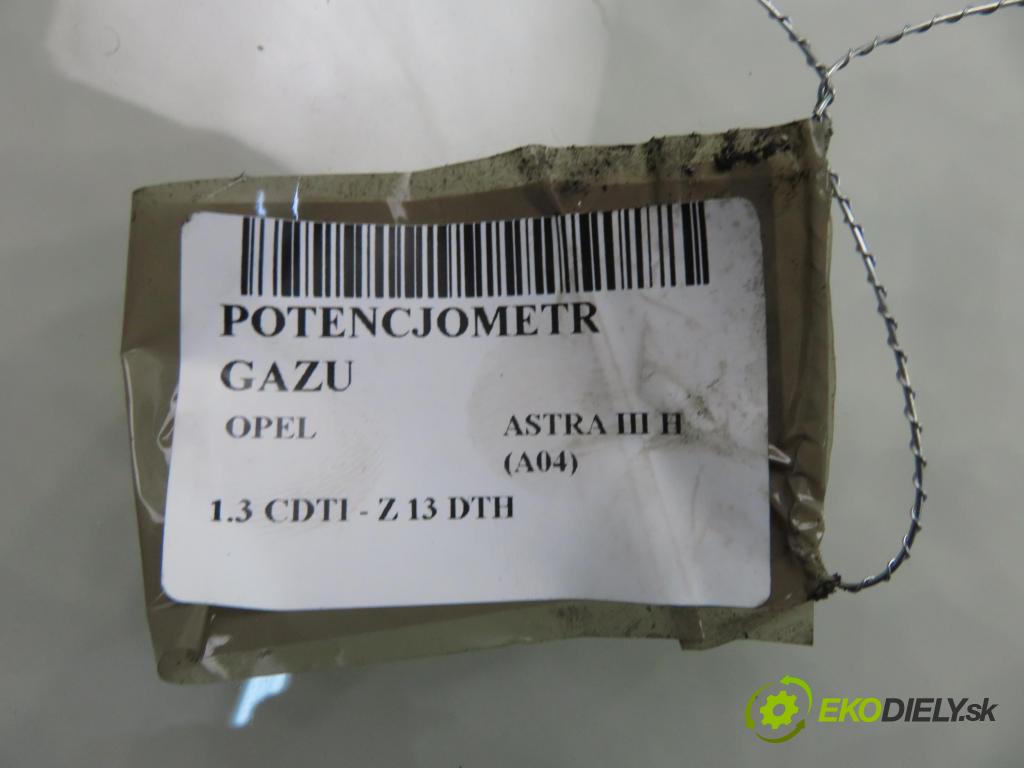 POTENCJOMETR
GAZU
OPEL ASTRA III H
(A04)
1.3 CDTI - Z 13 DTH
EKODIELY.sk